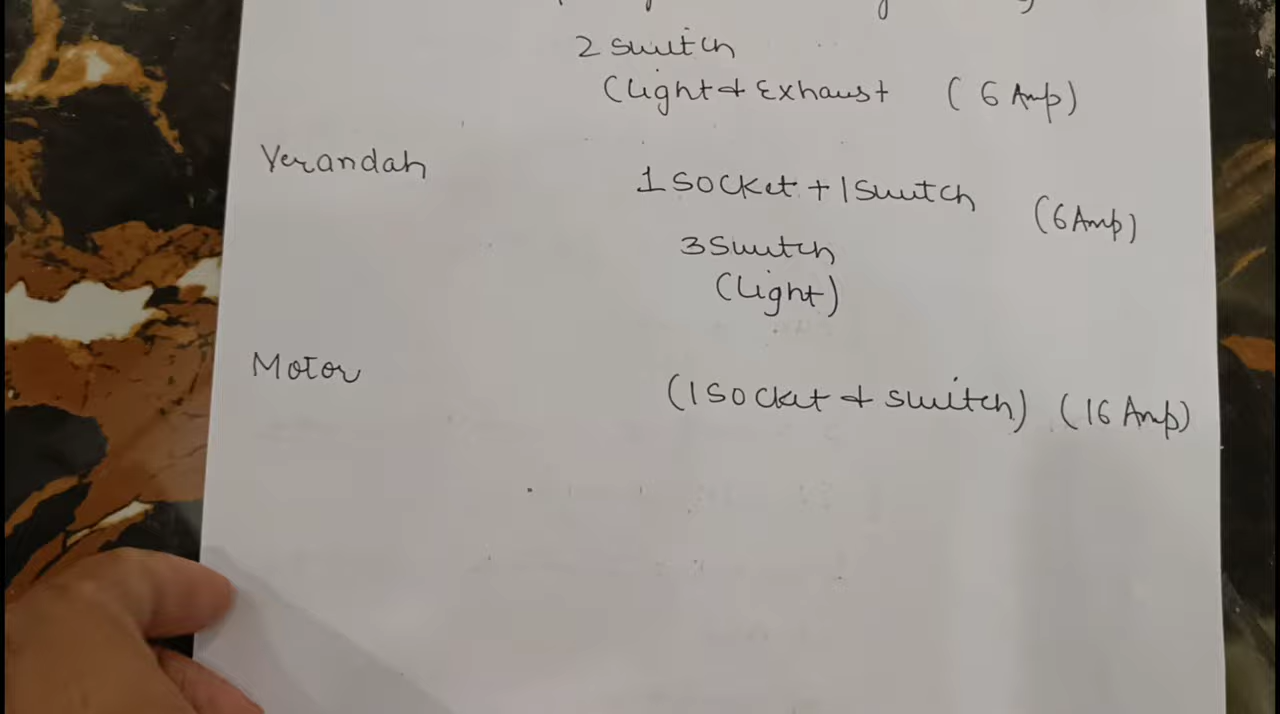 2 switch
(Light & Exhaust (6 Amp)
Verandah 1 Socket + 1 Switch (6 Amp)
3 Switch
(Light)
Motor (1 Socket & switch) (16 Amp)